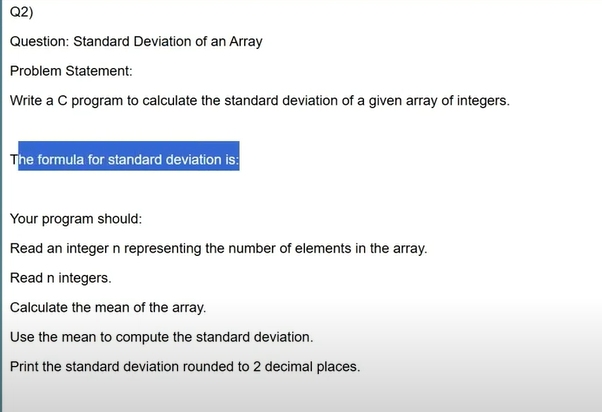 Q2)
Question: Standard Deviation of an Array
Problem Statement:
Write a C program to calculate the standard deviation of a given array of integers.
The formula for standard deviation is:
Your program should:
Read an integer n representing the number of elements in the array.
Read n integers.
Calculate the mean of the array.
Use the mean to compute the standard deviation.
Print the standard deviation rounded to 2 decimal places.